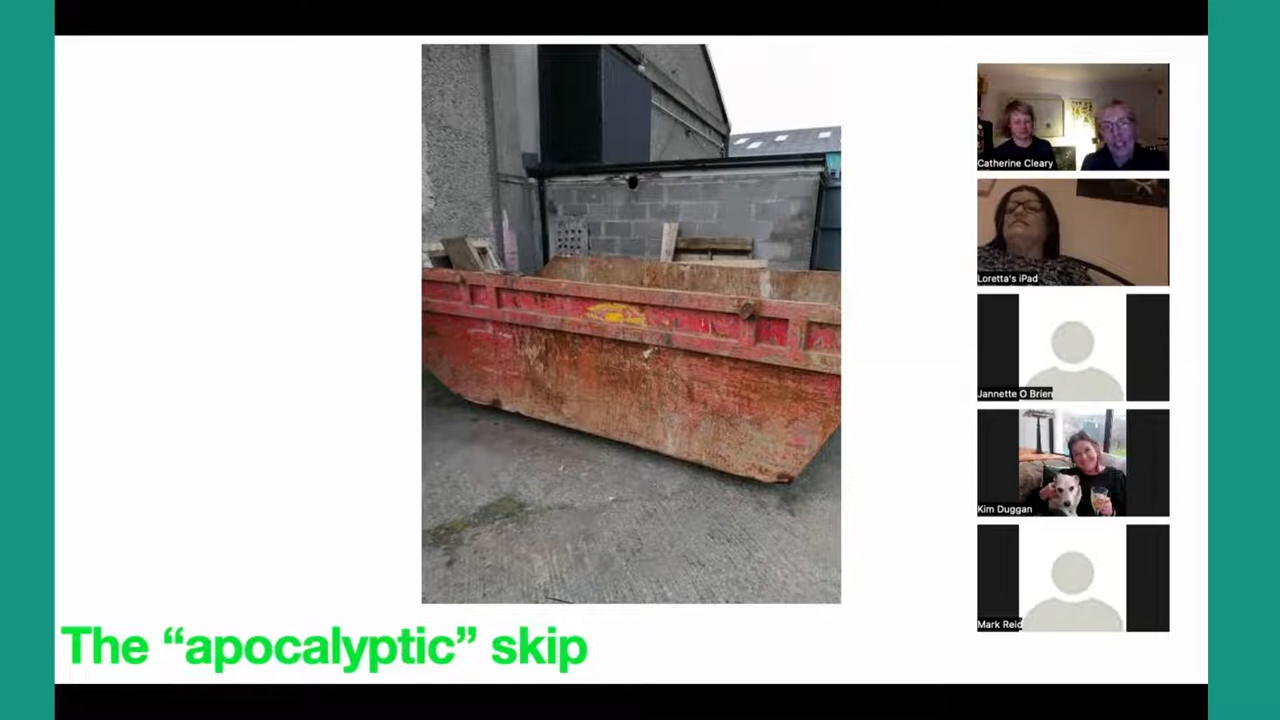 Catherine Cleary
Loretta's iPad
Jannette O Brien
Kim Duggan
Mark Reid
The “apocalyptic” skip